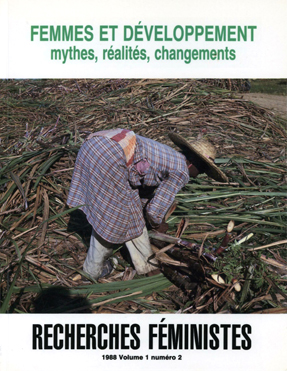 FEMMES ET DÉVELOPPEMENT
mythes, réalités, changements
RECHERCHES FÉMINISTES
1988 Volume 1 numéro 2